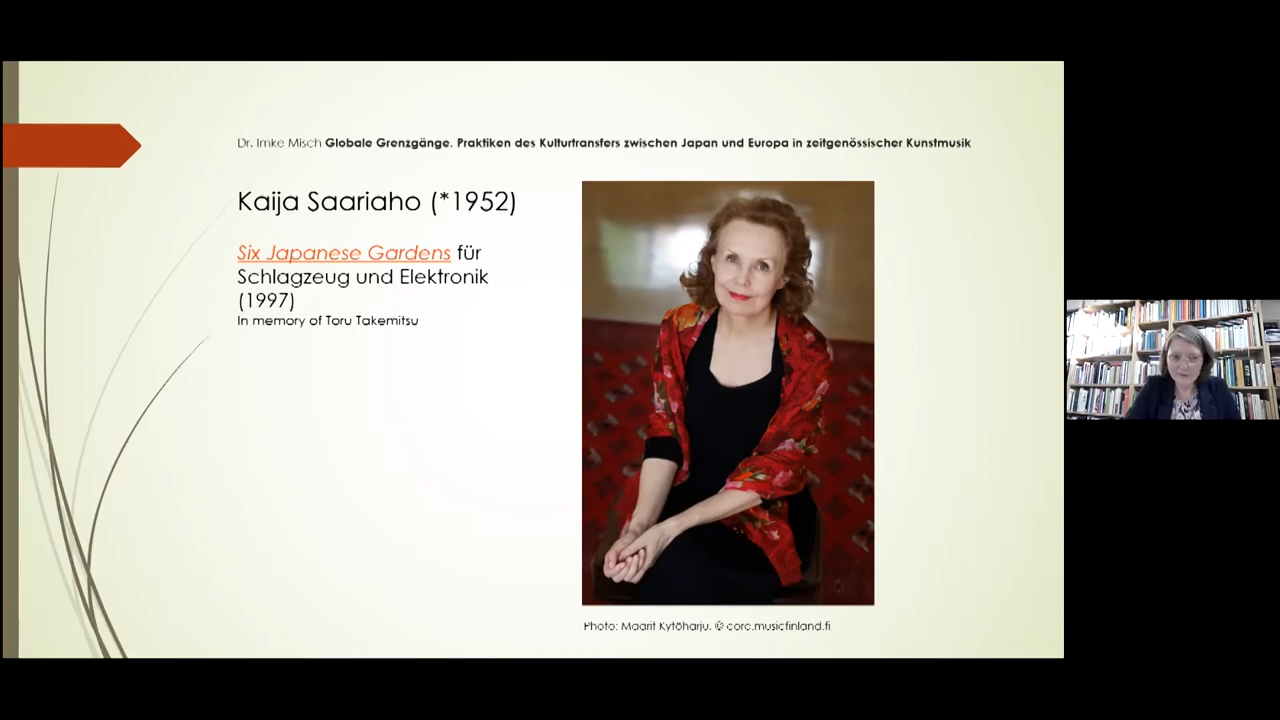 Dr. Imke Misch Globale Grenzgänge. Praktiken des Kulturtransfers zwischen Japan und Europa in zeitgenössischer Kunstmusik
Kaija Saariaho (*1952)
Six Japanese Gardens für
Schlagzeug und Elektronik
(1997)
In memory of Toru Takemitsu
Photo: Maarit Kytöharju, © core.musicfinland.fi